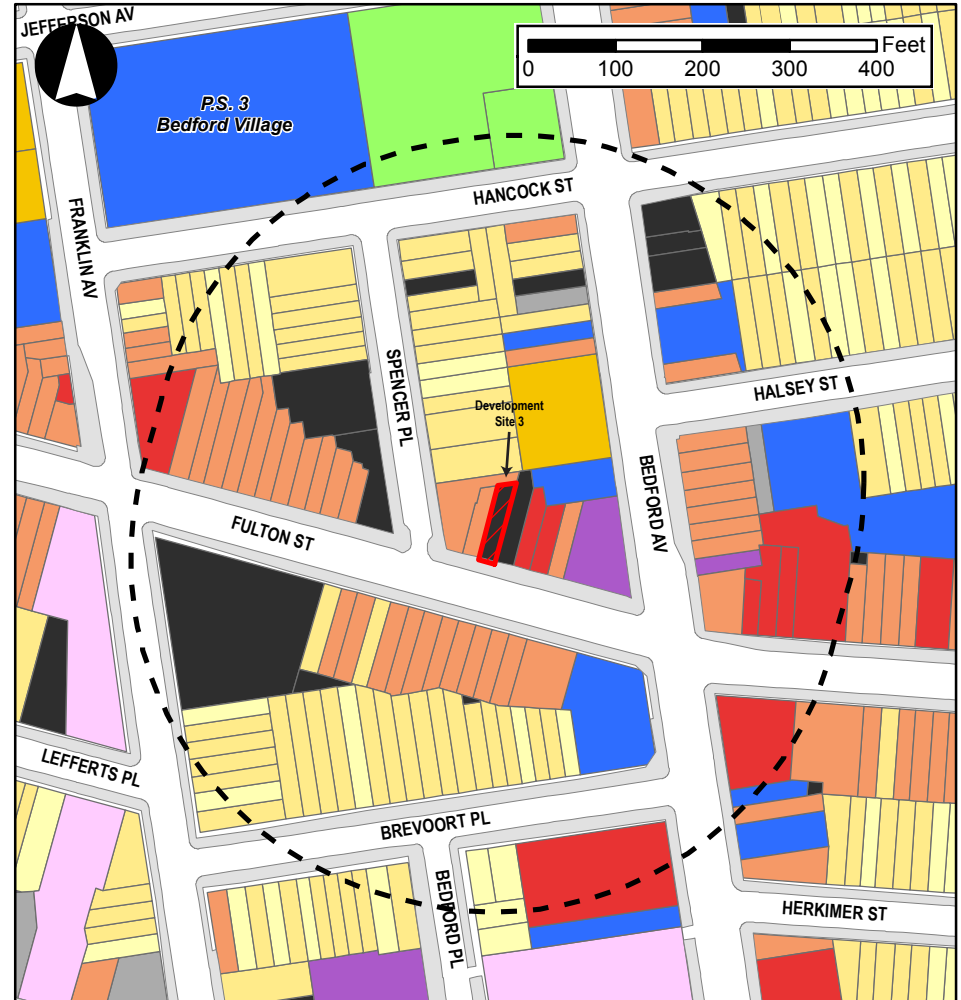 JEFFERSON AV
Feet
0 100 200 300 400
P.S. 3
Bedford Village
HANCOCK ST
FRANKLIN AV
SPENCER PL
HALSEY ST
Development
Site 3
BEDFORD AV
FULTON ST
LEFFERTS PL
BREVOORT PL
BEDFORD PL
HERKIMER ST